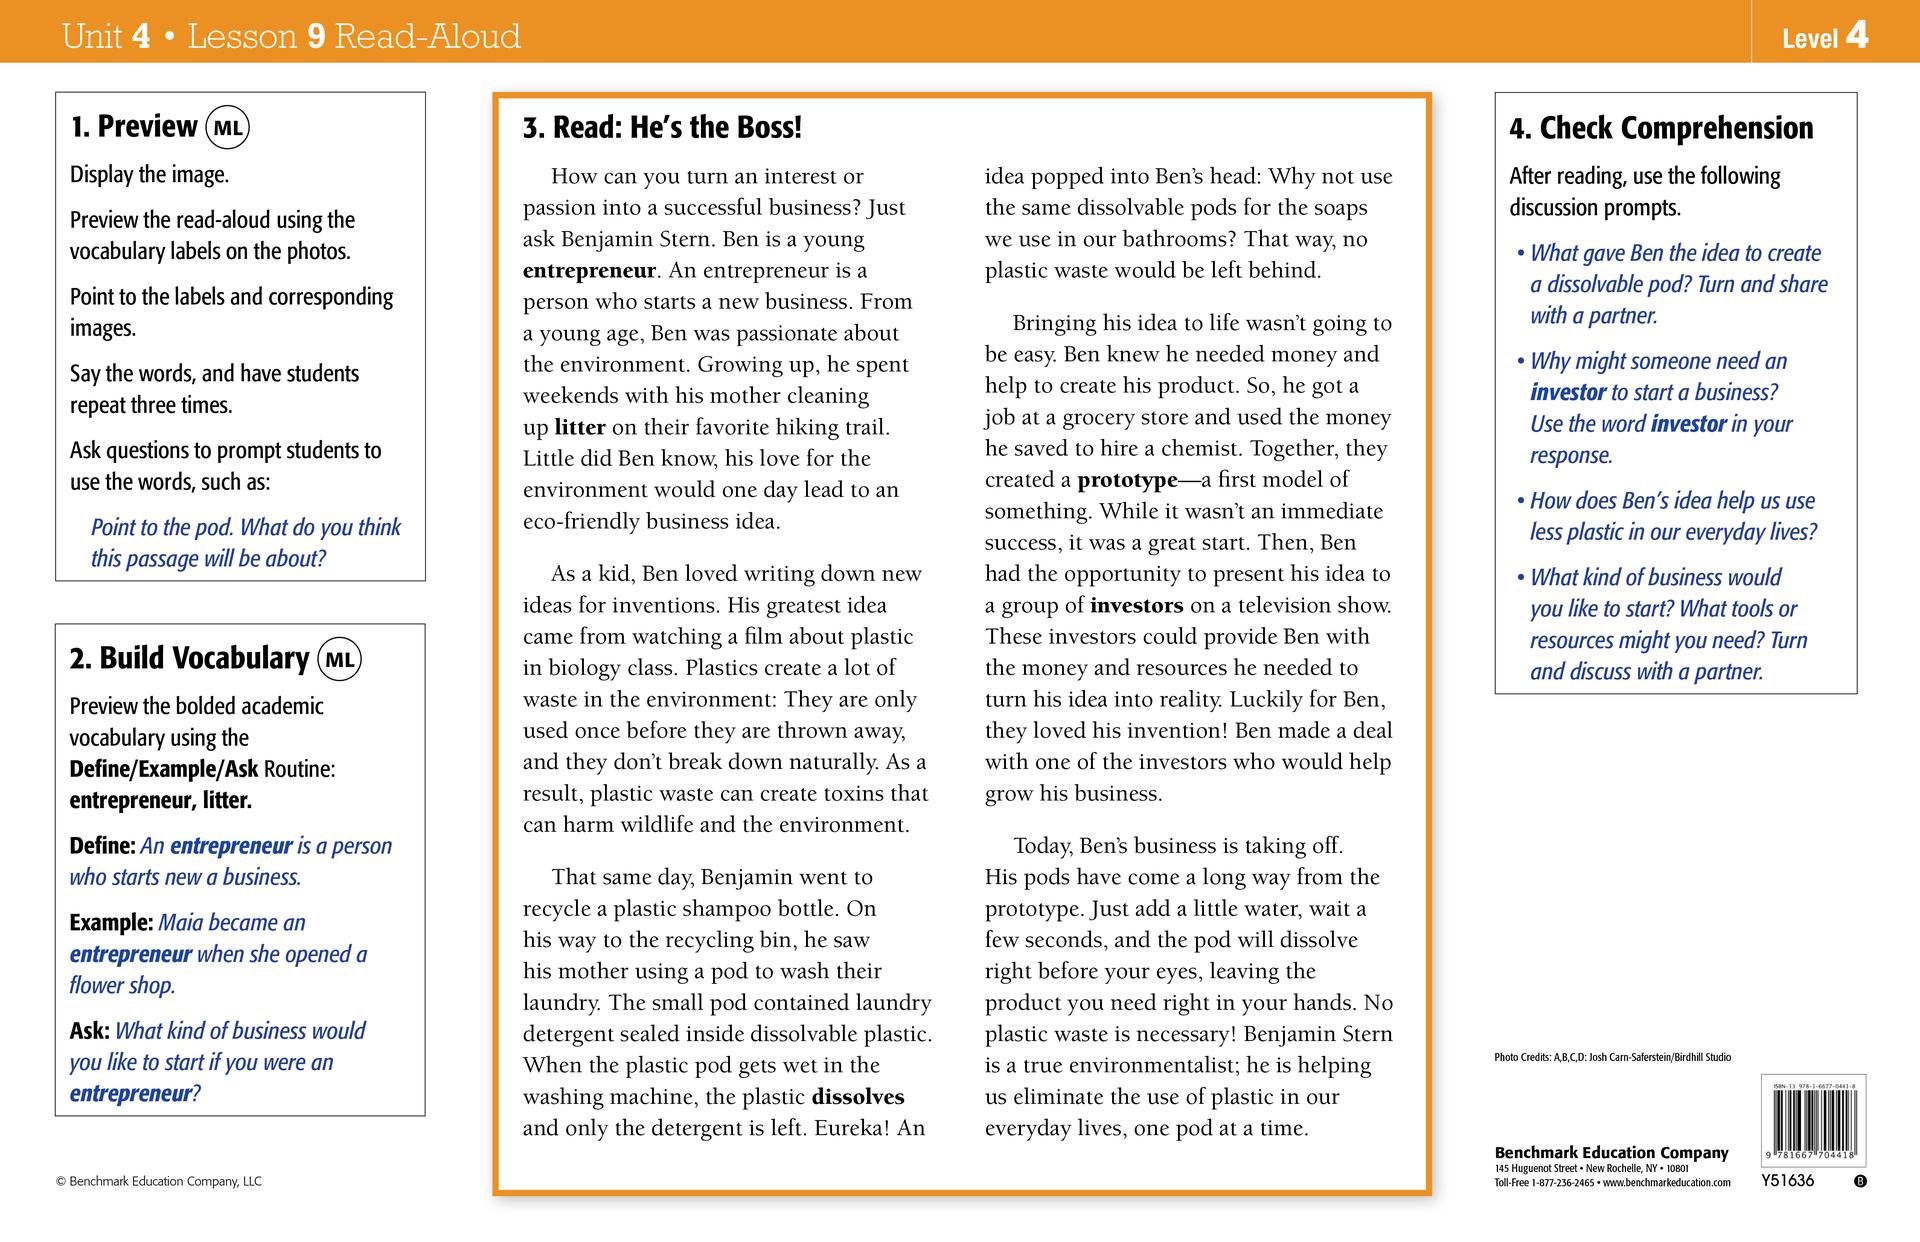 Unit 4 • Lesson 9 Read-Aloud
Level 4
1. Preview ML
Display the image.
Preview the read-aloud using the
vocabulary labels on the photos.
Point to the labels and corresponding
images.
Say the words, and have students
repeat three times.
Ask questions to prompt students to
use the words, such as:
Point to the pod. What do you think
this passage will be about?
2. Build Vocabulary ML
Preview the bolded academic
vocabulary using the
Define/Example/Ask Routine:
entrepreneur, litter.
Define: An entrepreneur is a person
who starts new a business.
Example: Maia became an
entrepreneur when she opened a
flower shop.
Ask: What kind of business would
you like to start if you were an
entrepreneur?
© Benchmark Education Company, LLC
3. Read: He’s the Boss!
How can you turn an interest or
passion into a successful business? Just
ask Benjamin Stern. Ben is a young
entrepreneur. An entrepreneur is a
person who starts a new business. From
a young age, Ben was passionate about
the environment. Growing up, he spent
weekends with his mother cleaning
up litter on their favorite hiking trail.
Little did Ben know, his love for the
environment would one day lead to an
eco-friendly business idea.
As a kid, Ben loved writing down new
ideas for inventions. His greatest idea
came from watching a film about plastic
in biology class. Plastics create a lot of
waste in the environment: They are only
used once before they are thrown away,
and they don’t break down naturally. As a
result, plastic waste can create toxins that
can harm wildlife and the environment.
That same day, Benjamin went to
recycle a plastic shampoo bottle. On
his way to the recycling bin, he saw
his mother using a pod to wash their
laundry. The small pod contained laundry
detergent sealed inside dissolvable plastic.
When the plastic pod gets wet in the
washing machine, the plastic dissolves
and only the detergent is left. Eureka! An
idea popped into Ben’s head: Why not use
the same dissolvable pods for the soaps
we use in our bathrooms? That way, no
plastic waste would be left behind.
Bringing his idea to life wasn’t going to
be easy. Ben knew he needed money and
help to create his product. So, he got a
job at a grocery store and used the money
he saved to hire a chemist. Together, they
created a prototype—a first model of
something. While it wasn’t an immediate
success, it was a great start. Then, Ben
had the opportunity to present his idea to
a group of investors on a television show.
These investors could provide Ben with
the money and resources he needed to
turn his idea into reality. Luckily for Ben,
they loved his invention! Ben made a deal
with one of the investors who would help
grow his business.
Today, Ben’s business is taking off.
His pods have come a long way from the
prototype. Just add a little water, wait a
few seconds, and the pod will dissolve
right before your eyes, leaving the
product you need right in your hands. No
plastic waste is necessary! Benjamin Stern
is a true environmentalist; he is helping
us eliminate the use of plastic in our
everyday lives, one pod at a time.
4. Check Comprehension
After reading, use the following
discussion prompts.
• What gave Ben the idea to create
a dissolvable pod? Turn and share
with a partner.
• Why might someone need an
investor to start a business?
Use the word investor in your
response.
• How does Ben’s idea help us use
less plastic in our everyday lives?
• What kind of business would
you like to start? What tools or
resources might you need? Turn
and discuss with a partner.
Photo Credits: A,B,C,D: Josh Carn-Saferstein/Birdhill Studio
Benchmark Education Company
145 Huguenot Street • New Rochelle, NY • 10801
Toll-Free 1-877-236-2465 • www.benchmarkeducation.com
ISBN-13 978-1-6677-0441-8
9 781667 704418
Y51636
B